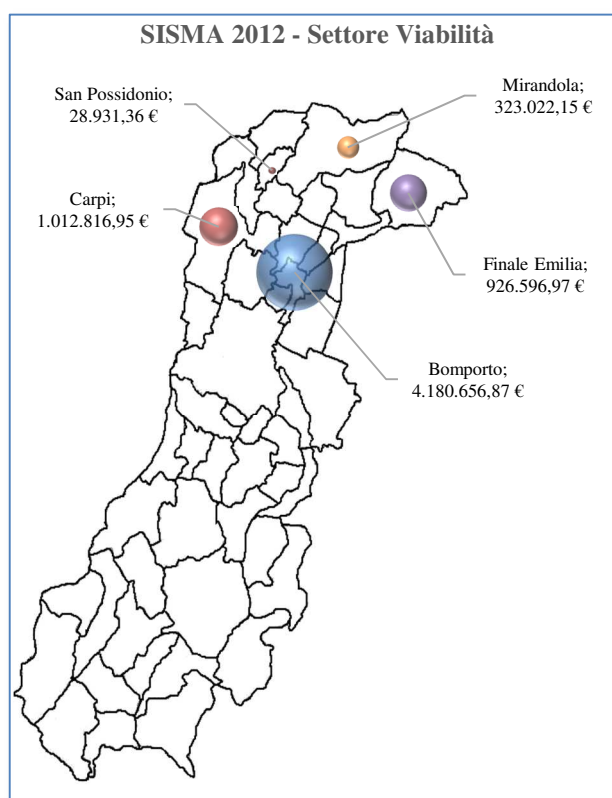 SISMA 2012 - Settore Viabilità
Mirandola;
323.022,15 €
San Possidonio;
28.931,36 €
Carpi;
1.012.816,95 €
Finale Emilia;
926.596,97 €
Bomporto;
4.180.656,87 €